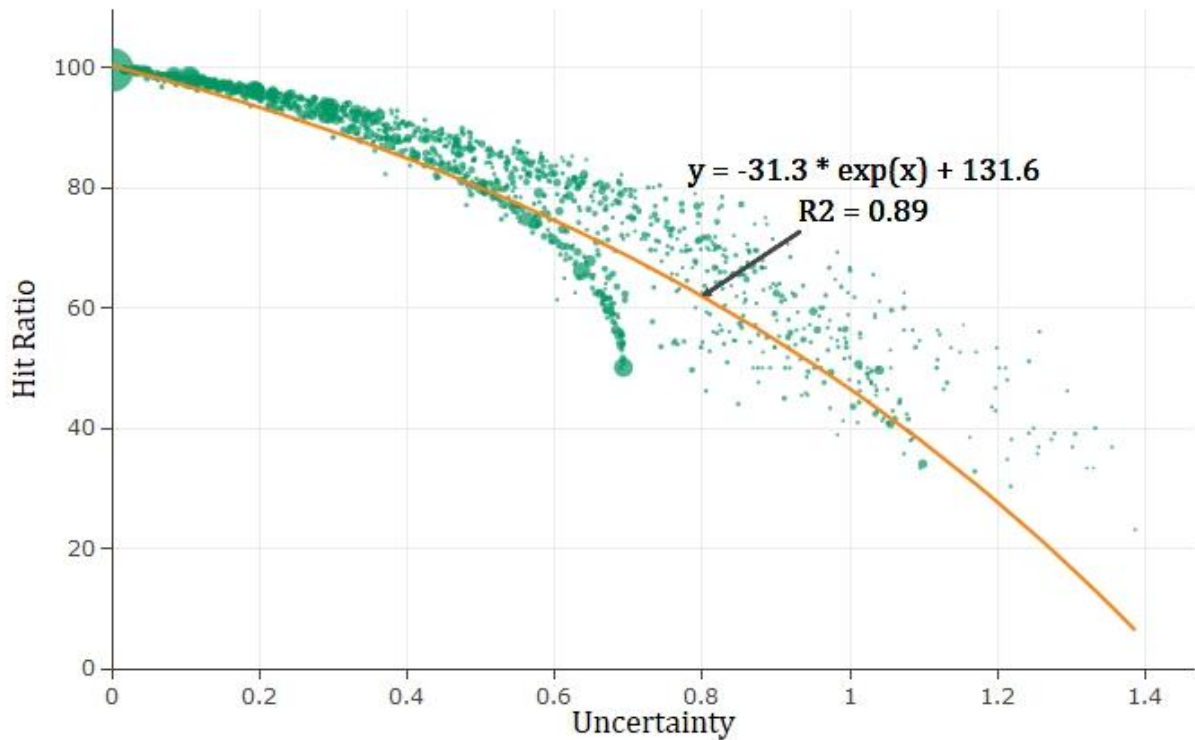 100
80
60
40
20
0
Hit Ratio
y = -31.3 * exp(x) + 131.6
R2 = 0.89
0 0.2 0.4 0.6 0.8 1 1.2 1.4
Uncertainty